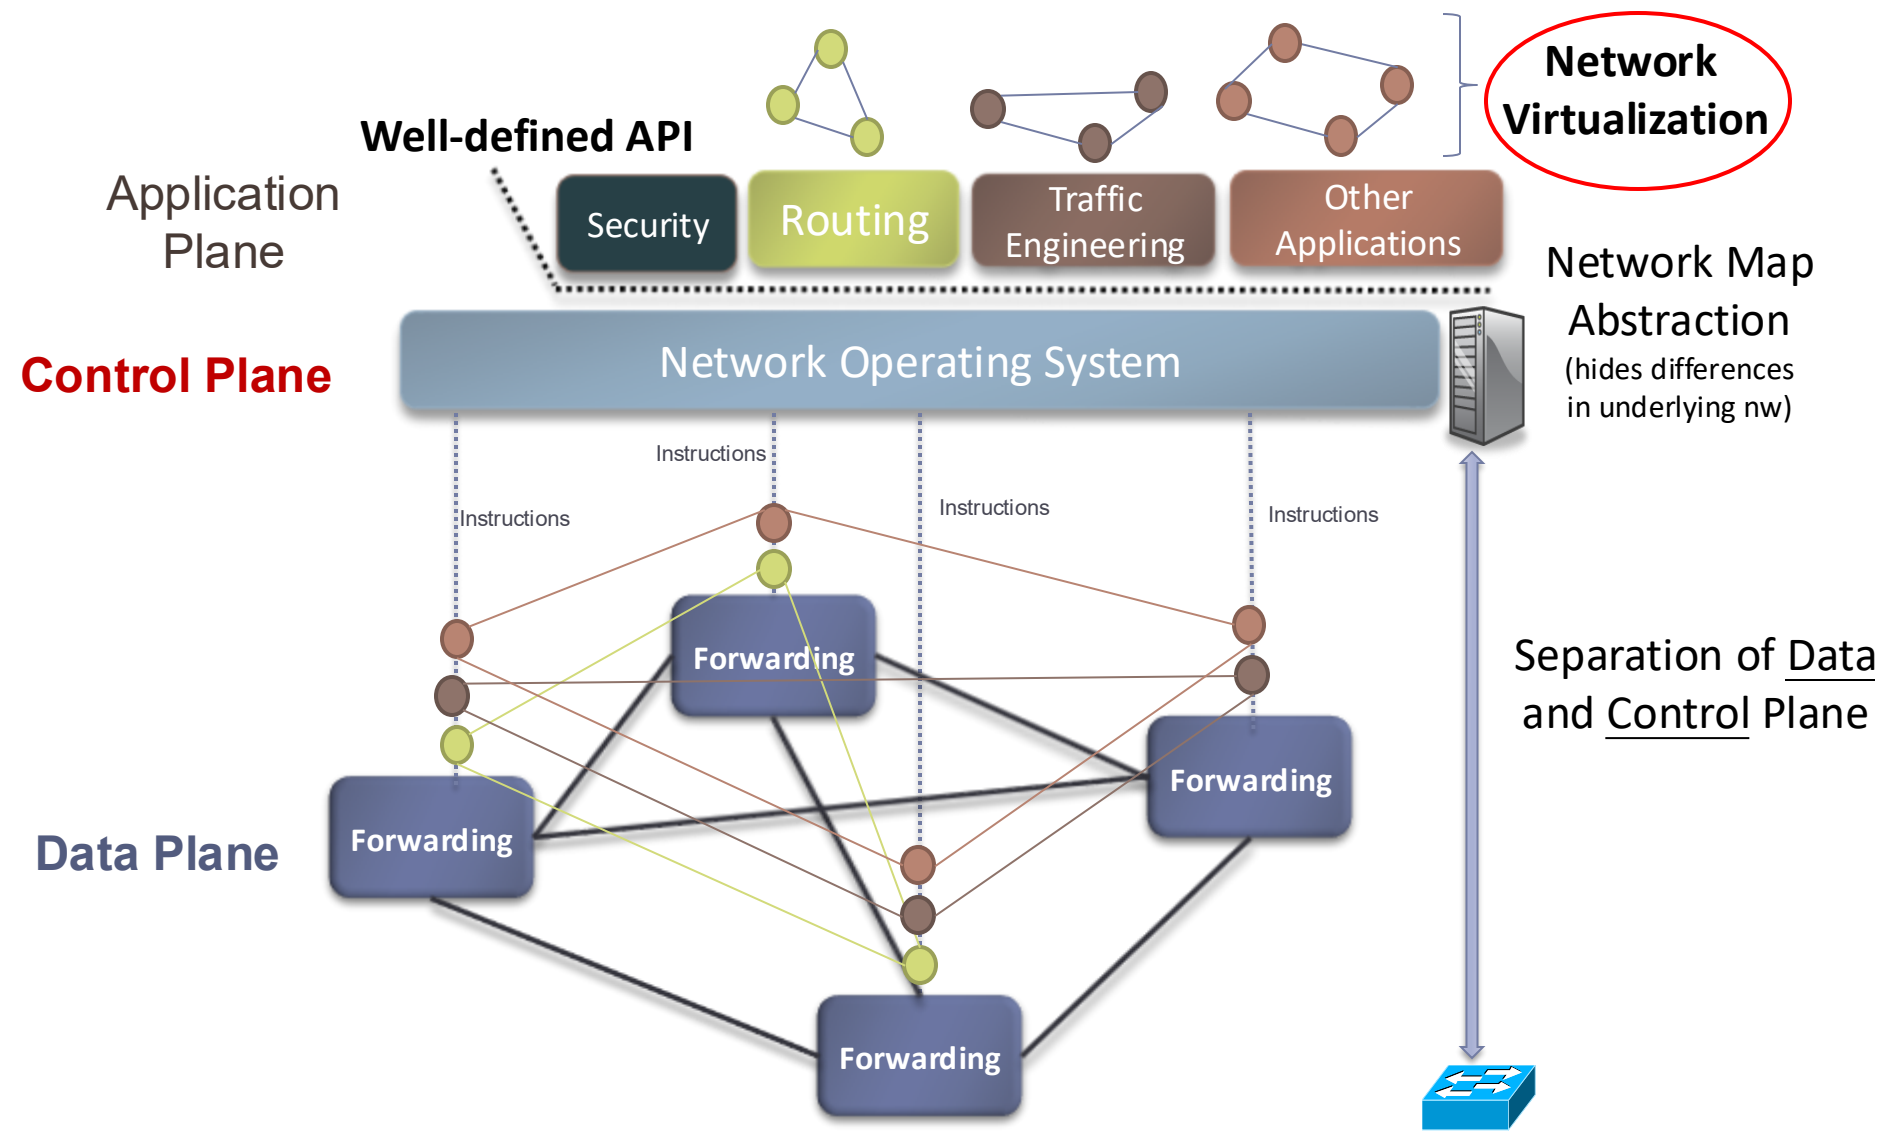 Network
Virtualization
Well-defined API
Application
Plane
Security
Routing
Traffic
Engineering
Other
Applications
Network Map
Abstraction
(hides differences
in underlying nw)
Control Plane
Network Operating System
Instructions
Instructions
Instructions
Instructions
Forwarding
Separation of Data
and Control Plane
Forwarding
Data Plane
Forwarding
Forwarding